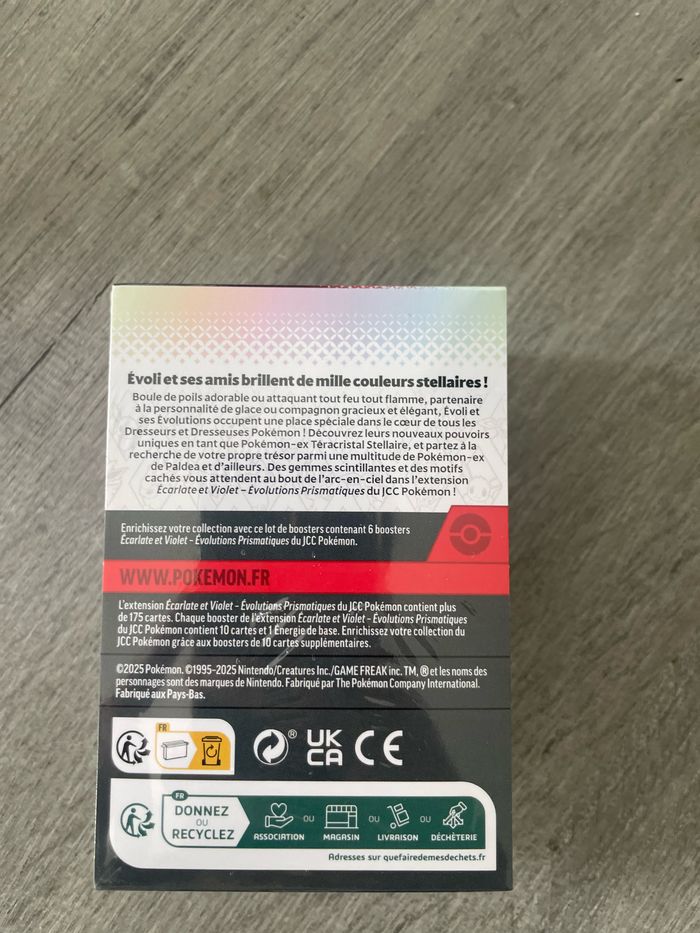 Évoli et ses amis brillent de mille couleurs stellaires !
Boule de poils adorable ou attaquant tout feu tout flamme, partenaire
à la personnalité de glace ou compagnon gracieux et élégant, Évoli et
ses Évolutions occupent une place spéciale dans le cœur de tous les
Dresseurs et Dresseuses Pokémon ! Découvrez leurs nouveaux pouvoirs
uniques en tant que Pokémon-ex Téracristal Stellaire, et partez à la
recherche de votre propre trésor parmi une multitude de Pokémon-ex
de Paldea et d'ailleurs. Des gemmes scintillantes et des motifs
cachés vous attendent au bout de l'arc-en-ciel dans l'extension
Écarlate et Violet – Évolutions Prismatiques du JCC Pokémon !
Enrichissez votre collection avec ce lot de boosters contenant 6 boosters
Écarlate et Violet – Évolutions Prismatiques du JCC Pokémon.
WWW.POKEMON.FR
L'extension Écarlate et Violet – Évolutions Prismatiques du JCC Pokémon contient plus
de 175 cartes. Chaque booster de l'extension Écarlate et Violet – Évolutions Prismatiques
du JCC Pokémon contient 10 cartes et 1 Énergie de base. Enrichissez votre collection du
JCC Pokémon grâce aux boosters de 10 cartes supplémentaires.
©2025 Pokémon. ©1995-2025 Nintendo/Creatures Inc./GAME FREAK inc. TM, ® et les noms des
personnages sont des marques de Nintendo. Fabriqué par The Pokémon Company International.
Fabriqué aux Pays-Bas.
FR
® UK CA CE
FR
DONNEZ
OU
RECYCLEZ
ASSOCIATION OU MAGASIN OU LIVRAISON OU DÉCHÈTERIE
Adresses sur quefairedemesdechets.fr